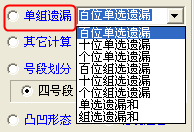 单组遗漏 百位单选遗漏
百位单选遗漏
其它计算 十位单选遗漏
个位单选遗漏
号段划分 百位组选遗漏
十位组选遗漏
四号段 个位组选遗漏
单选遗漏和
凸凹形态 组选遗漏和